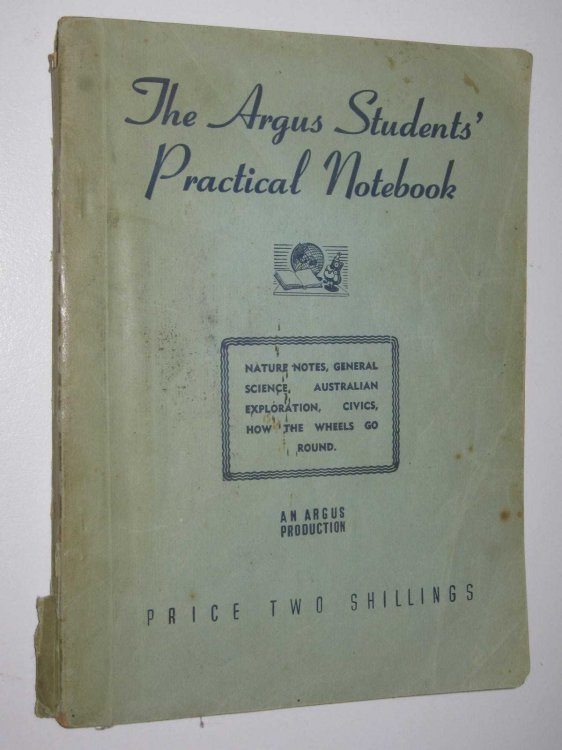 The Argus Students'
Practical Notebook
NATURE NOTES, GENERAL
SCIENCE, AUSTRALIAN
EXPLORATION, CIVICS,
HOW THE WHEELS GO
ROUND.
AN ARGUS
PRODUCTION
PRICE TWO SHILLINGS